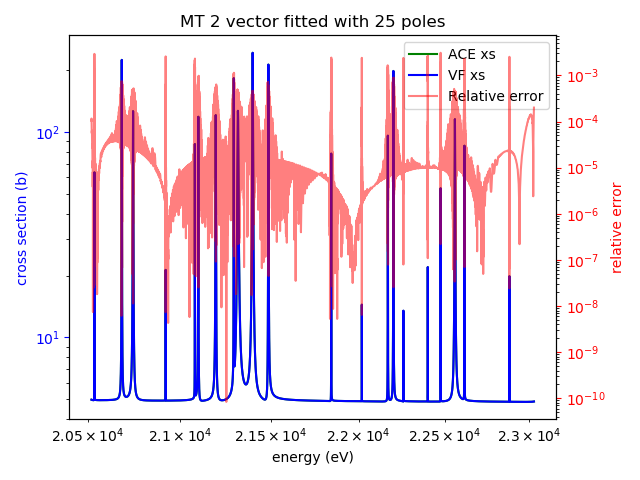 MT 2 vector fitted with 25 poles
ACE xs
VF xs
Relative error
cross section (b)
10²
10¹
relative error
10⁻³
10⁻⁴
10⁻⁵
10⁻⁶
10⁻⁷
10⁻⁸
10⁻⁹
10⁻¹⁰
2.05 × 10⁴ 2.1 × 10⁴ 2.15 × 10⁴ 2.2 × 10⁴ 2.25 × 10⁴ 2.3 × 10⁴
energy (eV)